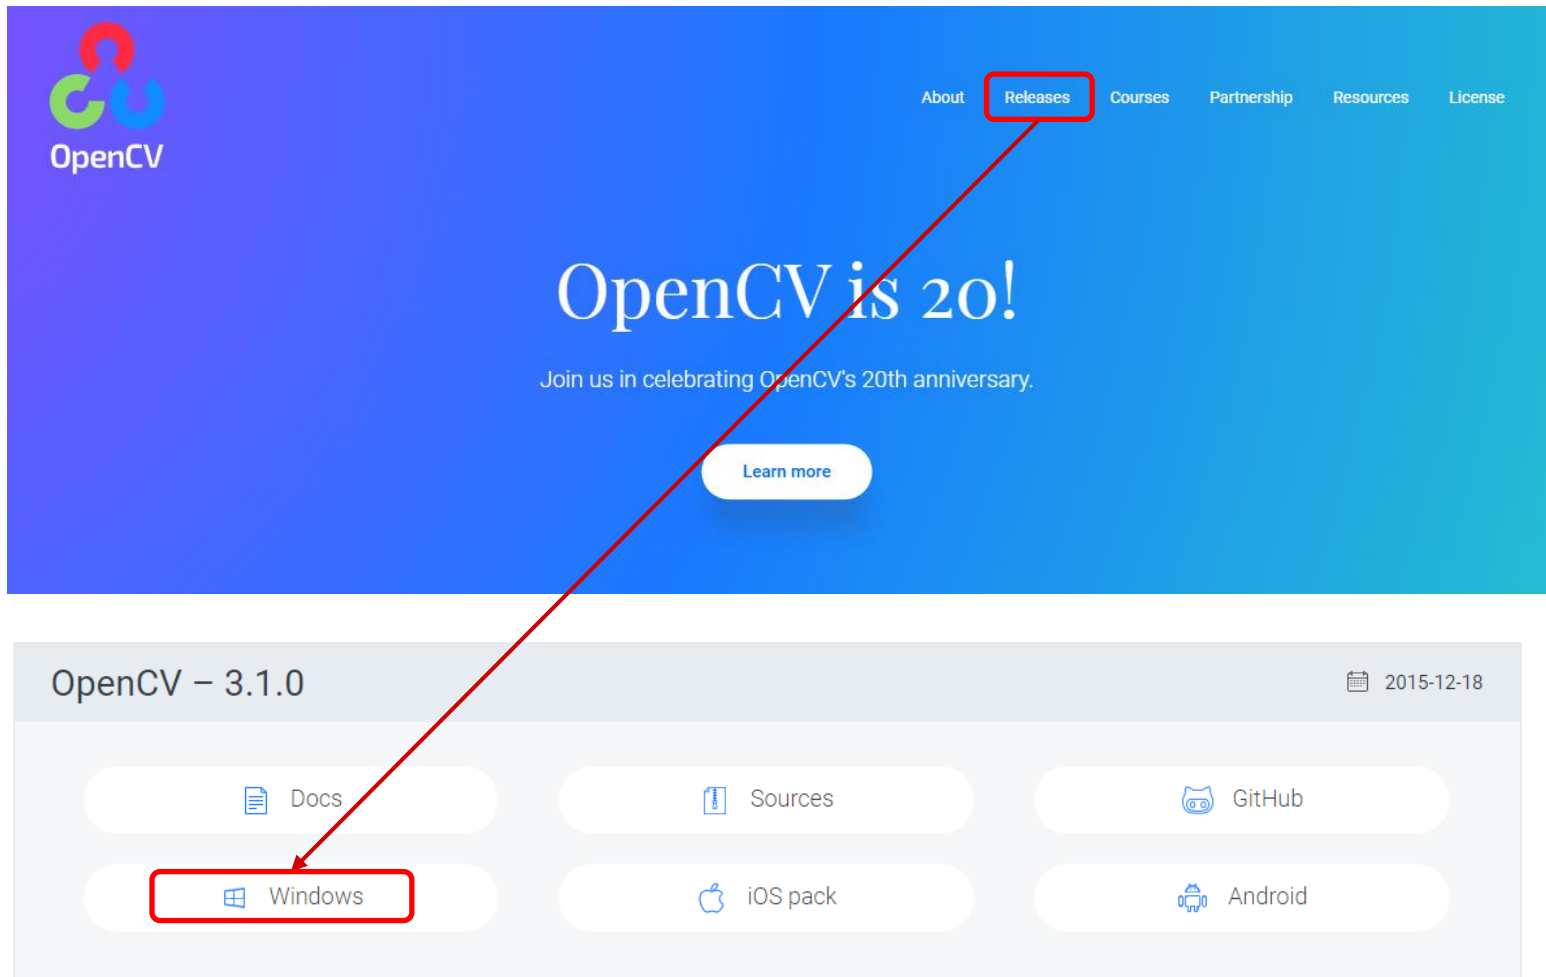 OpenCV
About Releases Courses Partnership Resources License
OpenCV is 20!
Join us in celebrating OpenCV's 20th anniversary.
Learn more
OpenCV – 3.1.0 2015-12-18
Docs Sources GitHub
Windows iOS pack Android